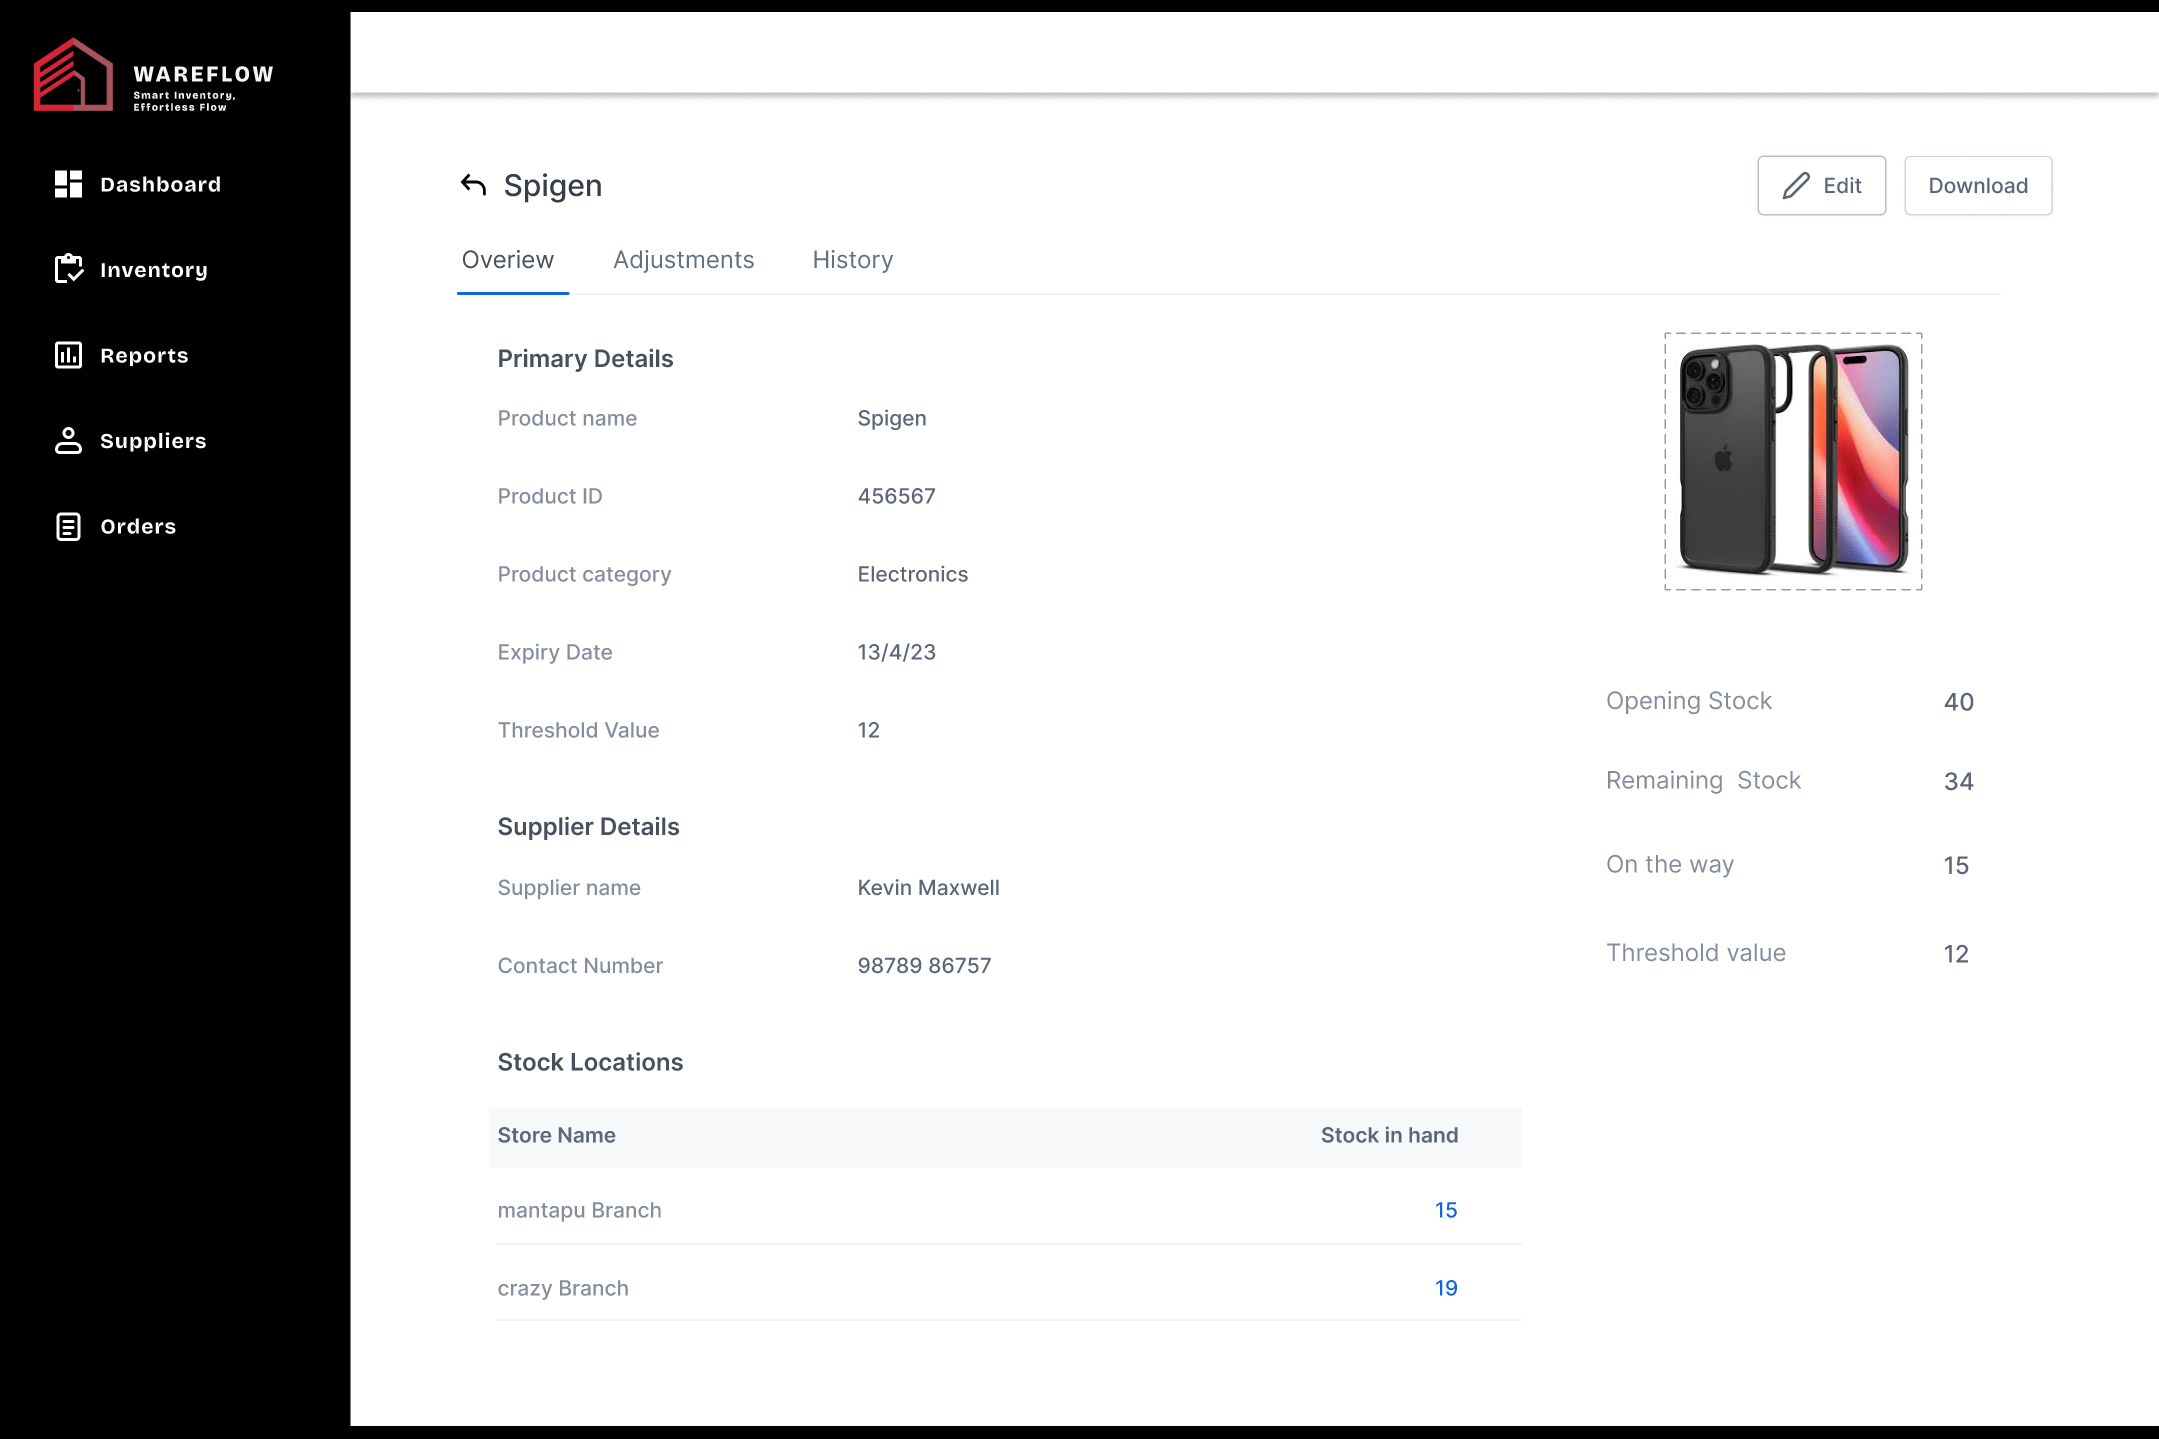 WAREFLOW
Smart Inventory,
Effortless Flow
Dashboard
Inventory
Reports
Suppliers
Orders
Spigen
Edit
Download
Overiew
Adjustments
History
Primary Details
Product name Spigen
Product ID 456567
Product category Electronics
Expiry Date 13/4/23
Threshold Value 12
Supplier Details
Supplier name Kevin Maxwell
Contact Number 98789 86757
Stock Locations
Store Name Stock in hand
mantapu Branch 15
crazy Branch 19
Opening Stock 40
Remaining Stock 34
On the way 15
Threshold value 12